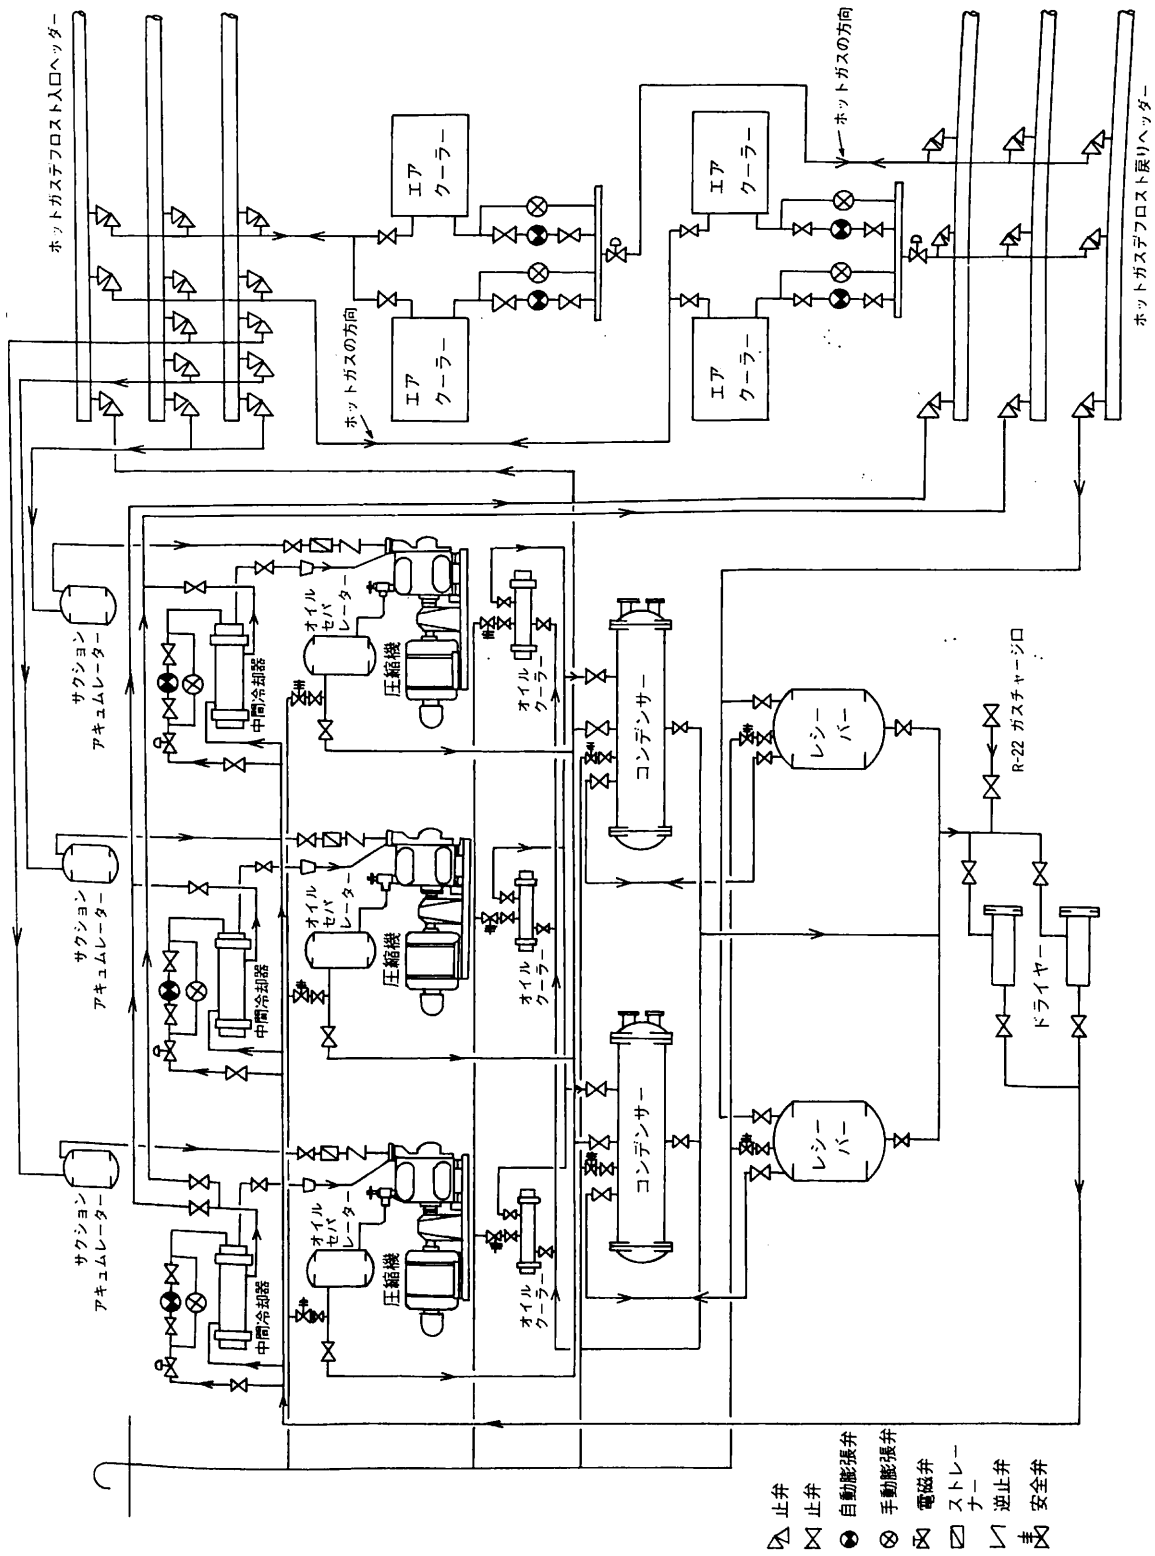 ホットガスデフロスト入口ヘッダー
ホットガスの方向
ホットガスデフロスト戻りヘッダー
エア
クーラー
エア
クーラー
エア
クーラー
エア
クーラー
ホットガスの方向
サクション
アキュムレーター
サクション
アキュムレーター
サクション
アキュムレーター
中間冷却器
中間冷却器
中間冷却器
オイル
セパ
レーター
オイル
セパ
レーター
オイル
セパ
レーター
圧縮機
圧縮機
圧縮機
オイル
クーラー
オイル
クーラー
オイル
クーラー
コンデンサー
コンデンサー
レシー
バー
レシー
バー
R-22 ガスチャージ口
ドライヤー
止弁
止弁
自動膨張弁
手動膨張弁
電磁弁
ストレー
ナー
逆止弁
安全弁